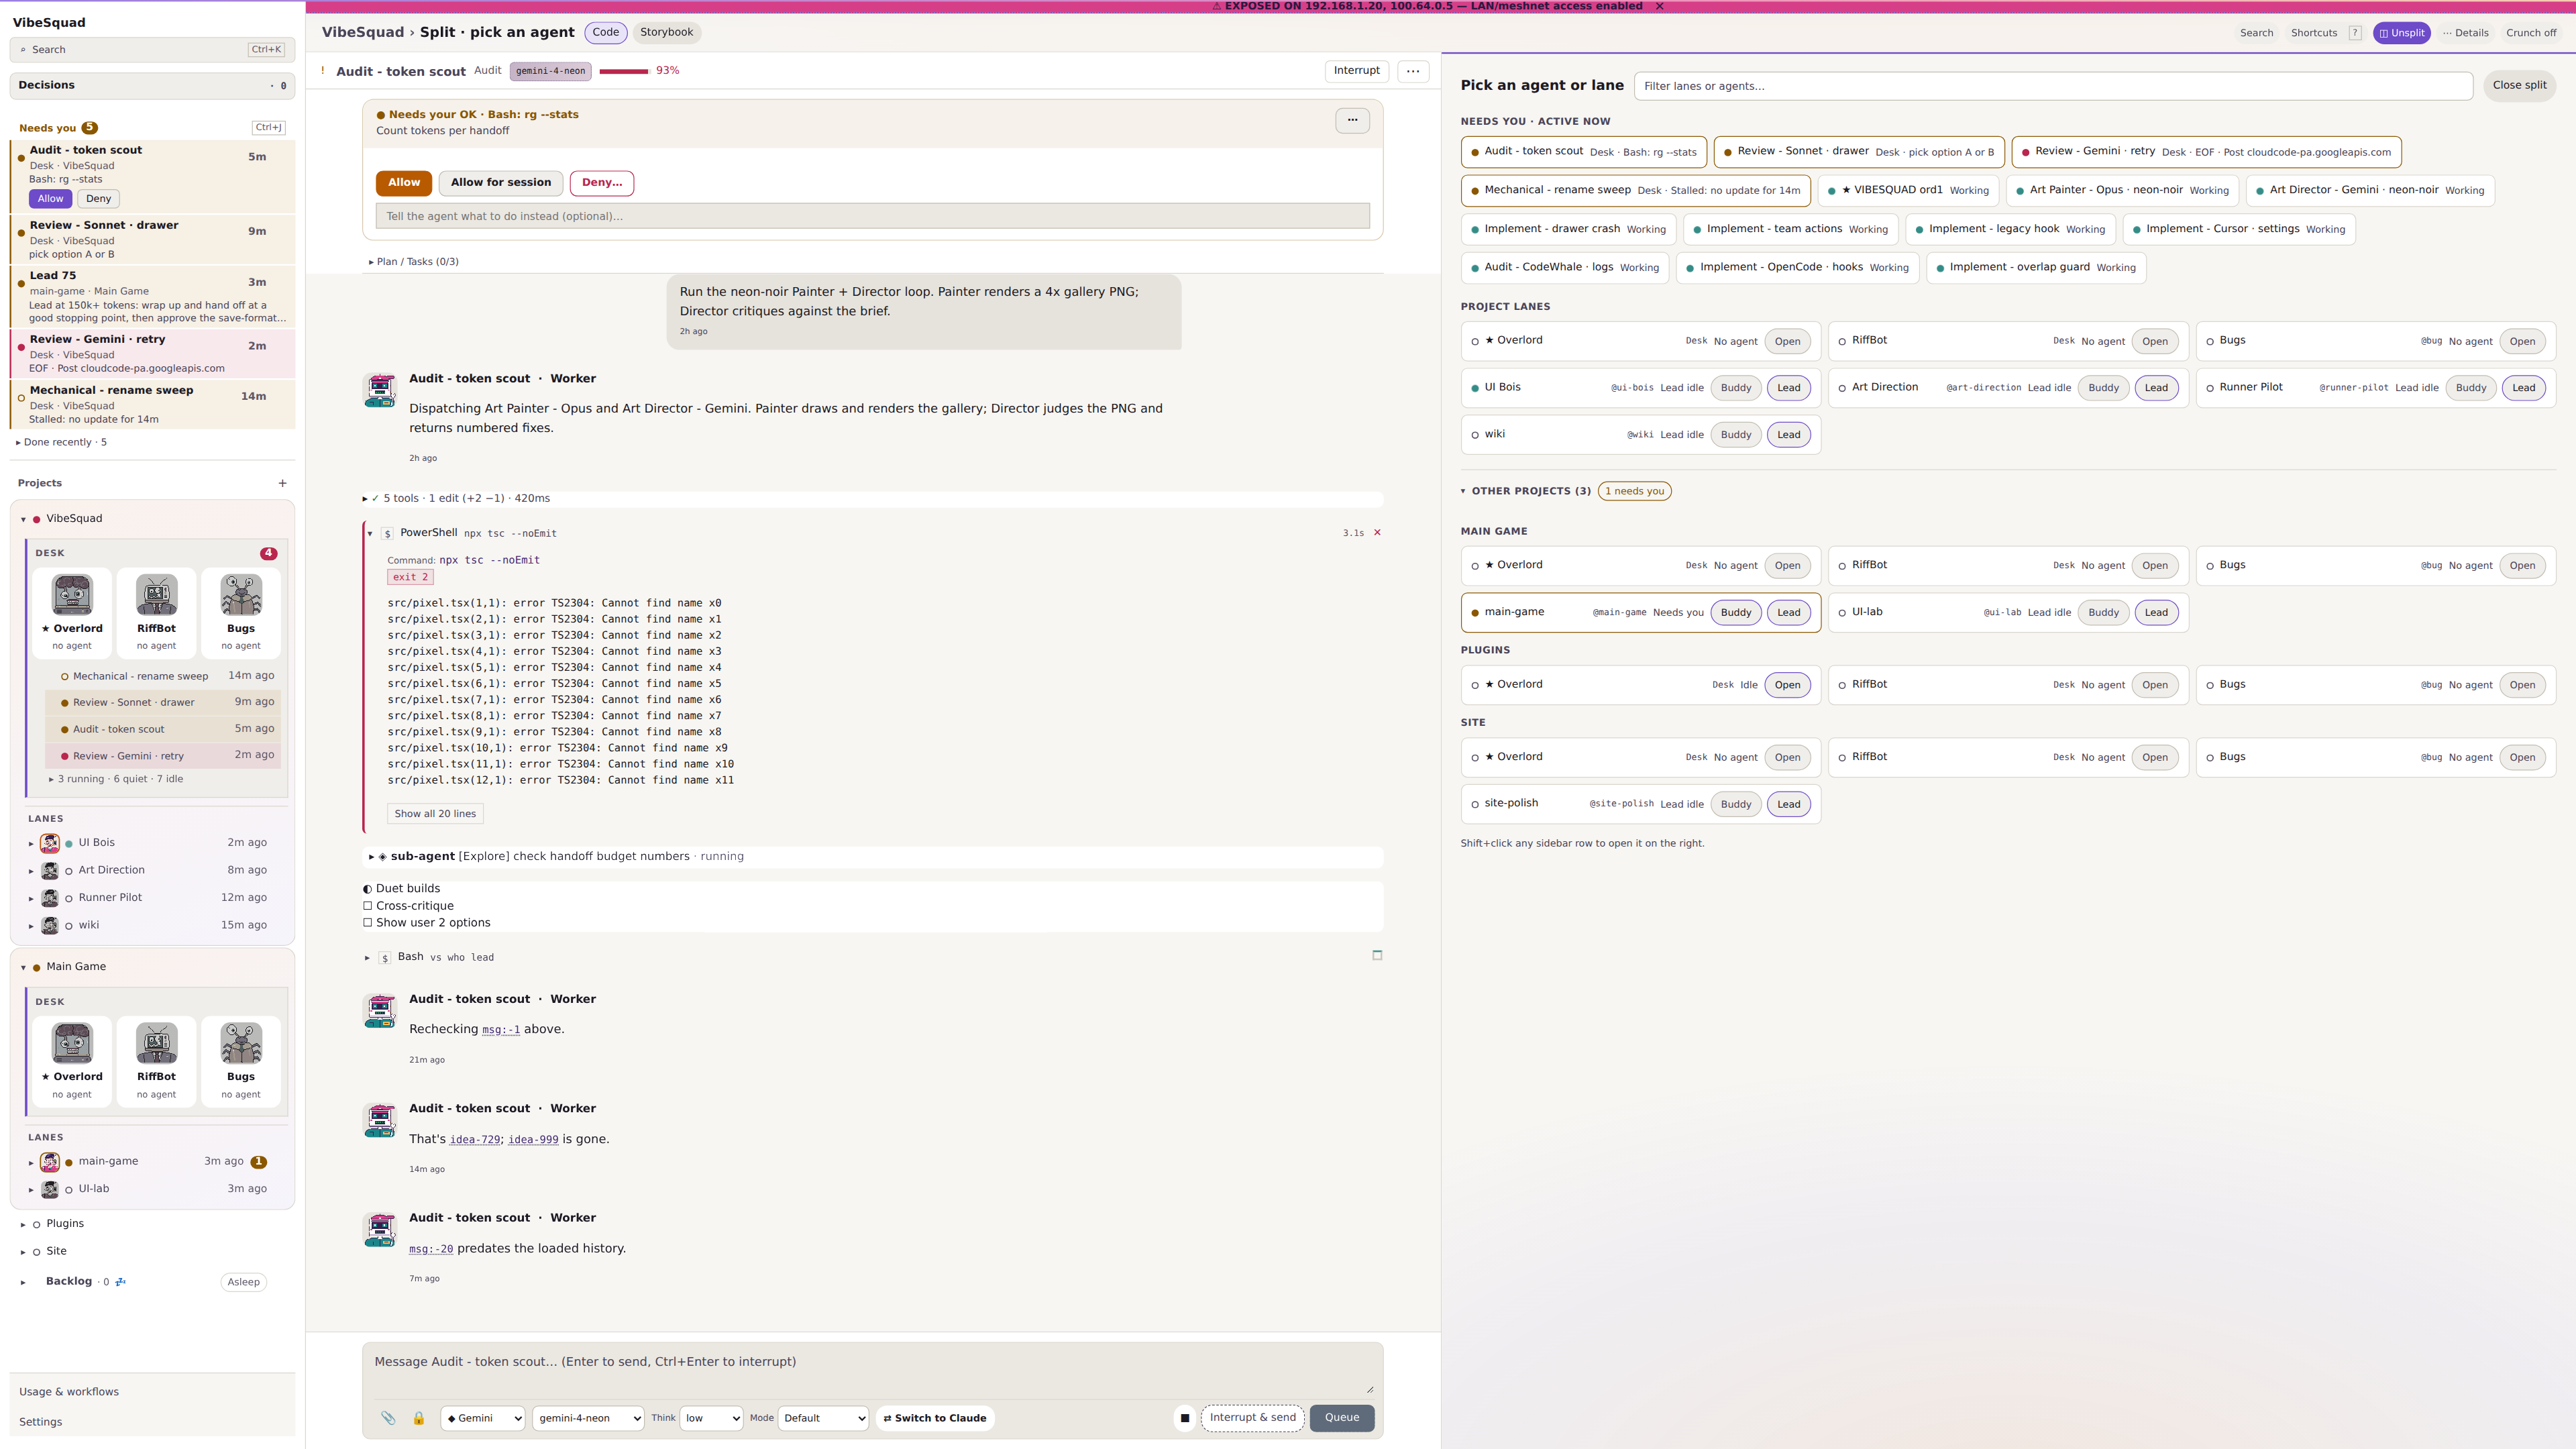 ⚠ EXPOSED ON 192.168.1.20, 100.64.0.5 — LAN/meshnet access enabled ✕
VibeSquad
Search Ctrl+K
Decisions · 0
Needs you 5 Ctrl+J
Audit - token scout 5m
Desk · VibeSquad
Bash: rg --stats
Allow Deny
Review - Sonnet · drawer 9m
Desk · VibeSquad
pick option A or B
Lead 75 3m
main-game · Main Game
Lead at 150k+ tokens: wrap up and hand off at a
good stopping point, then approve the save-format…
Review - Gemini · retry 2m
Desk · VibeSquad
EOF · Post cloudcode-pa.googleapis.com
Mechanical - rename sweep 14m
Desk · VibeSquad
Stalled: no update for 14m
▸ Done recently · 5
Projects +
▾ VibeSquad
DESK 4
★ Overlord RiffBot Bugs
no agent no agent no agent
Mechanical - rename sweep 14m ago
Review - Sonnet · drawer 9m ago
Audit - token scout 5m ago
Review - Gemini · retry 2m ago
▸ 3 running · 6 quiet · 7 idle
LANES
▸ UI Bois 2m ago
▸ Art Direction 8m ago
▸ Runner Pilot 12m ago
▸ wiki 15m ago
▾ Main Game
DESK
★ Overlord RiffBot Bugs
no agent no agent no agent
LANES
▸ main-game 3m ago 1
▸ UI-lab 3m ago
▸ Plugins
▸ Site
▸ Backlog · 0 💤 Asleep
Usage & workflows
Settings
VibeSquad › Split · pick an agent Code Storybook
Search Shortcuts ? Unsplit ··· Details Crunch off
! Audit - token scout Audit gemini-4-neon 93% Interrupt ···
Needs your OK · Bash: rg --stats ···
Count tokens per handoff
Allow Allow for session Deny…
Tell the agent what to do instead (optional)…
▸ Plan / Tasks (0/3)
Run the neon-noir Painter + Director loop. Painter renders a 4x gallery PNG;
Director critiques against the brief.
2h ago
Audit - token scout · Worker
Dispatching Art Painter - Opus and Art Director - Gemini. Painter draws and renders the gallery; Director judges the PNG and
returns numbered fixes.
2h ago
▸ ✓ 5 tools · 1 edit (+2 −1) · 420ms
▾ $ PowerShell npx tsc --noEmit 3.1s ✕
Command: npx tsc --noEmit
exit 2
src/pixel.tsx(1,1): error TS2304: Cannot find name x0
src/pixel.tsx(2,1): error TS2304: Cannot find name x1
src/pixel.tsx(3,1): error TS2304: Cannot find name x2
src/pixel.tsx(4,1): error TS2304: Cannot find name x3
src/pixel.tsx(5,1): error TS2304: Cannot find name x4
src/pixel.tsx(6,1): error TS2304: Cannot find name x5
src/pixel.tsx(7,1): error TS2304: Cannot find name x6
src/pixel.tsx(8,1): error TS2304: Cannot find name x7
src/pixel.tsx(9,1): error TS2304: Cannot find name x8
src/pixel.tsx(10,1): error TS2304: Cannot find name x9
src/pixel.tsx(11,1): error TS2304: Cannot find name x10
src/pixel.tsx(12,1): error TS2304: Cannot find name x11
Show all 20 lines
▸ ◈ sub-agent [Explore] check handoff budget numbers · running
◐ Duet builds
☐ Cross-critique
☐ Show user 2 options
▸ $ Bash vs who lead
Audit - token scout · Worker
Rechecking msg:-1 above.
21m ago
Audit - token scout · Worker
That's idea-729; idea-999 is gone.
14m ago
Audit - token scout · Worker
msg:-20 predates the loaded history.
7m ago
Message Audit - token scout… (Enter to send, Ctrl+Enter to interrupt)
📎 🔒 ◆ Gemini gemini-4-neon Think low Mode Default ⇄ Switch to Claude ■ Interrupt & send Queue
Pick an agent or lane Filter lanes or agents… Close split
NEEDS YOU · ACTIVE NOW
Audit - token scout Desk · Bash: rg --stats Review - Sonnet · drawer Desk · pick option A or B Review - Gemini · retry Desk · EOF · Post cloudcode-pa.googleapis.com
Mechanical - rename sweep Desk · Stalled: no update for 14m ★ VIBESQUAD ord1 Working Art Painter - Opus · neon-noir Working Art Director - Gemini · neon-noir Working
Implement - drawer crash Working Implement - team actions Working Implement - legacy hook Working Implement - Cursor · settings Working
Audit - CodeWhale · logs Working Implement - OpenCode · hooks Working Implement - overlap guard Working
PROJECT LANES
★ Overlord Desk No agent Open RiffBot Desk No agent Open Bugs @bug No agent Open
UI Bois @ui-bois Lead idle Buddy Lead Art Direction @art-direction Lead idle Buddy Lead Runner Pilot @runner-pilot Lead idle Buddy Lead
wiki @wiki Lead idle Buddy Lead
▾ OTHER PROJECTS (3) 1 needs you
MAIN GAME
★ Overlord Desk No agent Open RiffBot Desk No agent Open Bugs @bug No agent Open
main-game @main-game Needs you Buddy Lead UI-lab @ui-lab Lead idle Buddy Lead
PLUGINS
★ Overlord Desk Idle Open RiffBot Desk No agent Open Bugs @bug No agent Open
SITE
★ Overlord Desk No agent Open RiffBot Desk No agent Open Bugs @bug No agent Open
site-polish @site-polish Lead idle Buddy Lead
Shift+click any sidebar row to open it on the right.